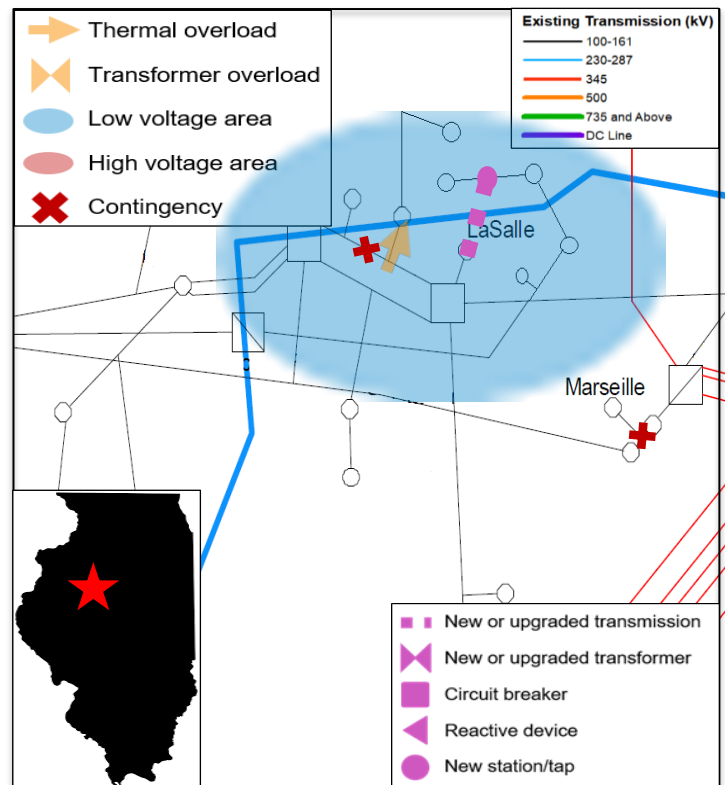 Thermal overload
Transformer overload
Low voltage area
High voltage area
Contingency
Existing Transmission (kV)
100-161
230-287
345
500
735 and Above
DC Line
LaSalle
Marseille
New or upgraded transmission
New or upgraded transformer
Circuit breaker
Reactive device
New station/tap